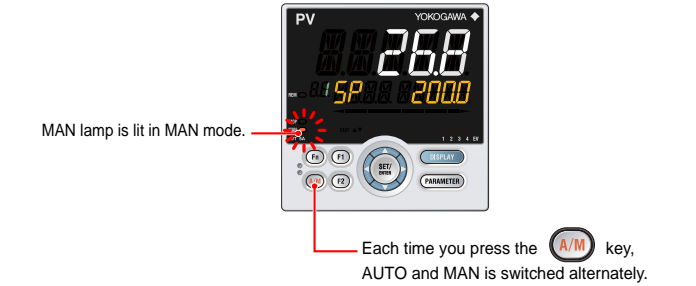 PV
YOKOGAWA
26.8
REM
1 SP 200.0
MAN lamp is lit in MAN mode.
1 2 3 4 EV
Fn F1 SET/ENTER DISPLAY
A/M F2 PARAMETER
Each time you press the A/M key,
AUTO and MAN is switched alternately.